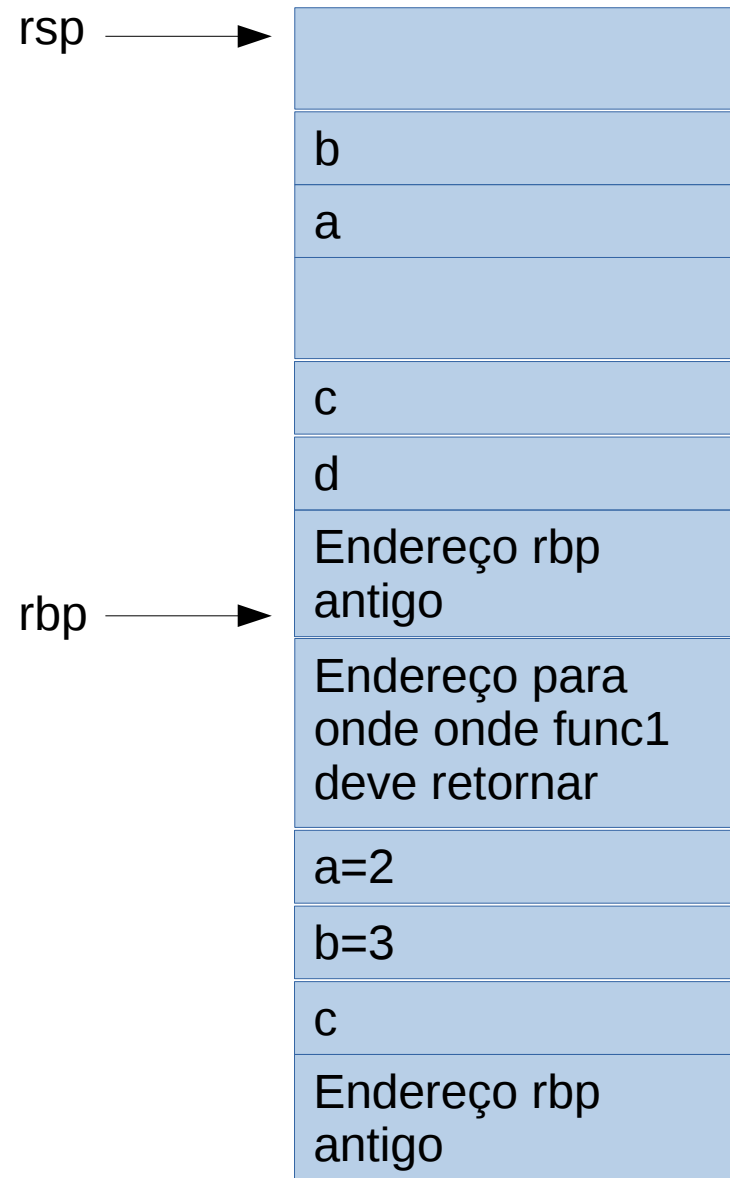 rsp
b
a
c
d
Endereço rbp
antigo
rbp
Endereço para
onde onde func1
deve retornar
a=2
b=3
c
Endereço rbp
antigo